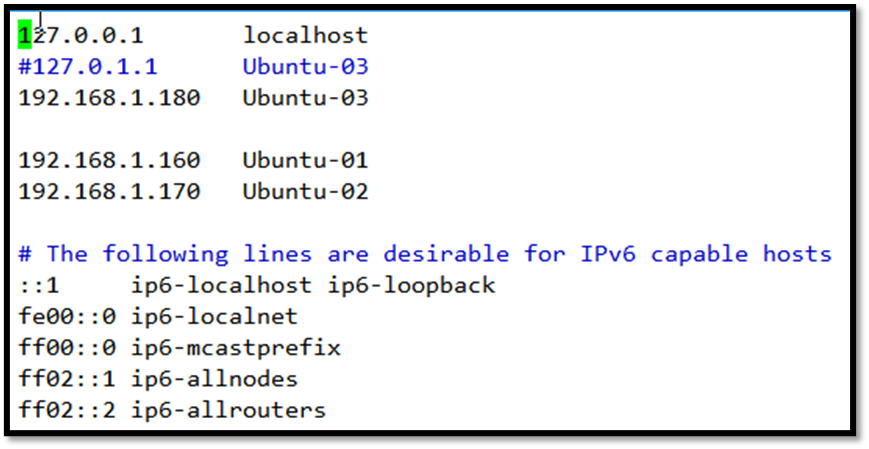 127.0.0.1       localhost
#127.0.1.1      Ubuntu-03
192.168.1.180   Ubuntu-03
192.168.1.160   Ubuntu-01
192.168.1.170   Ubuntu-02
# The following lines are desirable for IPv6 capable hosts
::1     ip6-localhost ip6-loopback
fe00::0 ip6-localnet
ff00::0 ip6-mcastprefix
ff02::1 ip6-allnodes
ff02::2 ip6-allrouters